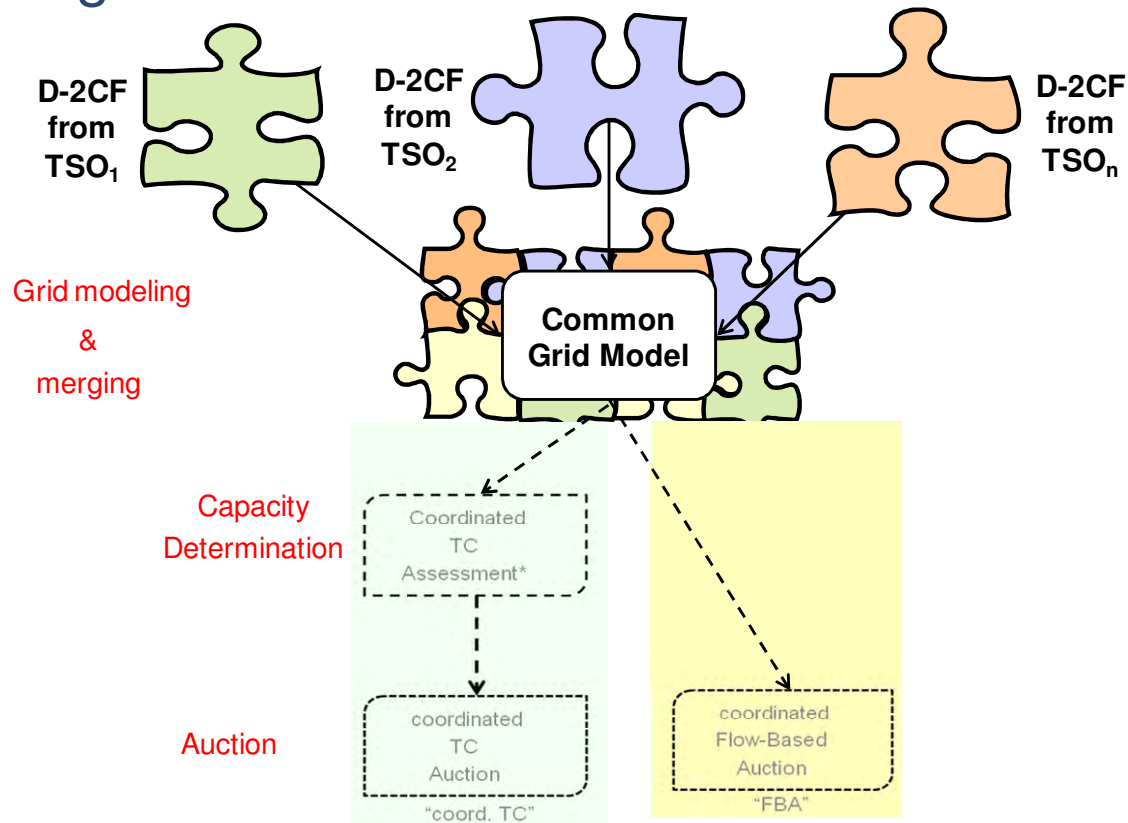 D-2CF
from
TSO₁
D-2CF
from
TSO₂
D-2CF
from
TSOₙ
Grid modeling
&
merging
Common
Grid Model
Capacity
Determination
Coordinated
TC
Assessment*
Auction
coordinated
TC
Auction
"coord. TC"
coordinated
Flow-Based
Auction
"FBA"